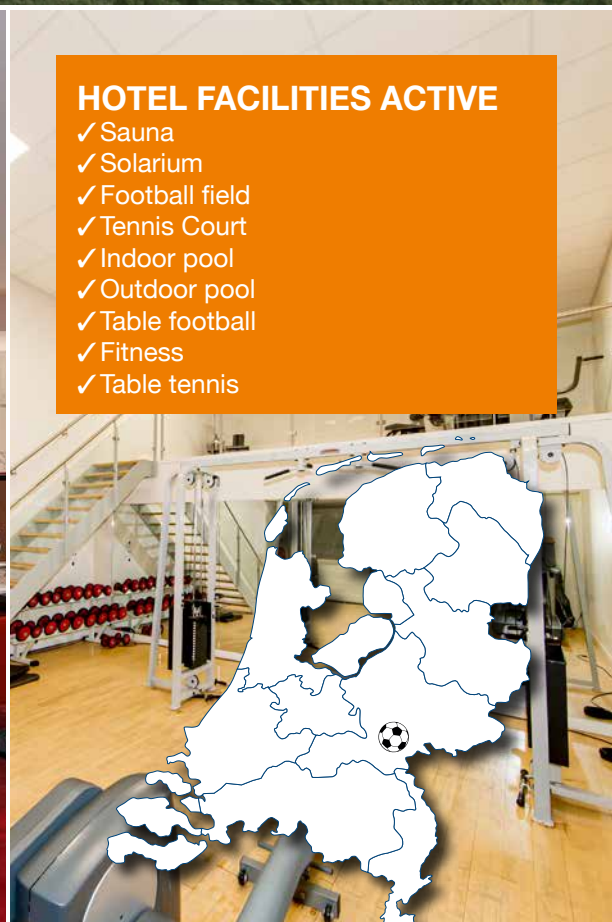 HOTEL FACILITIES ACTIVE
✓ Sauna
✓ Solarium
✓ Football field
✓ Tennis Court
✓ Indoor pool
✓ Outdoor pool
✓ Table football
✓ Fitness
✓ Table tennis